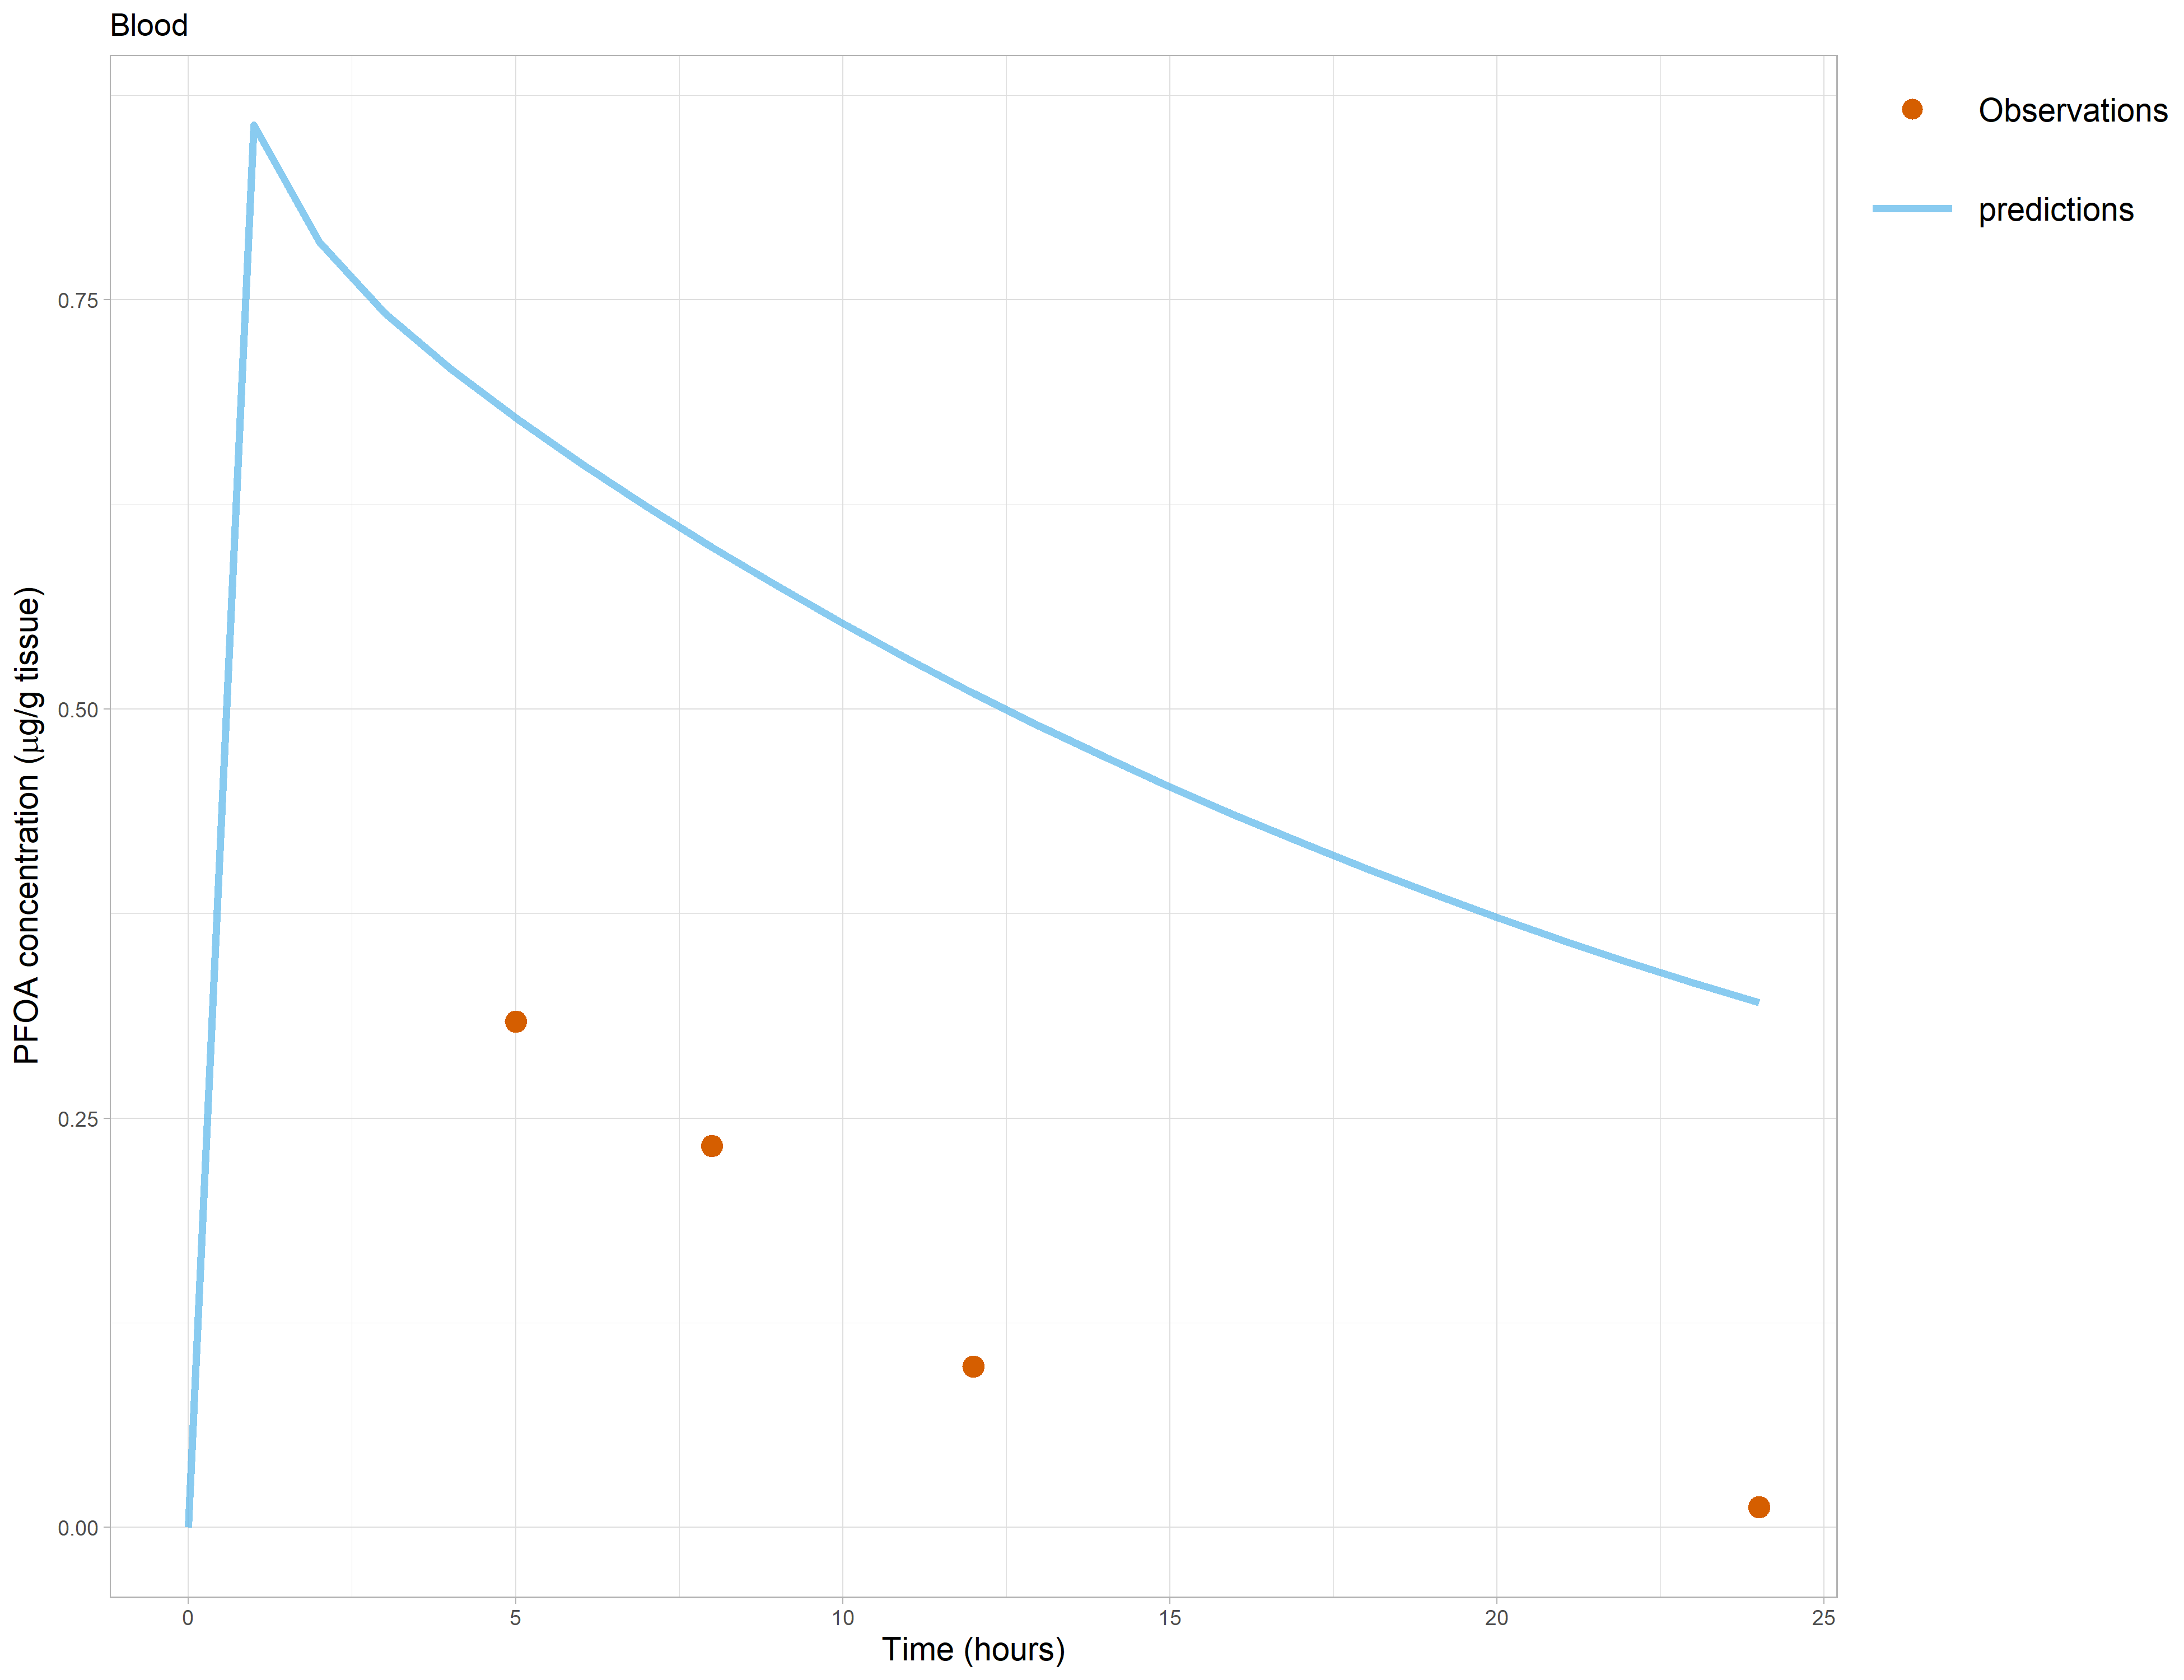 Blood
Observations
predictions
0.75
0.50
0.25
0.00
PFOA concentration (μg/g tissue)
0 5 10 15 20 25
Time (hours)